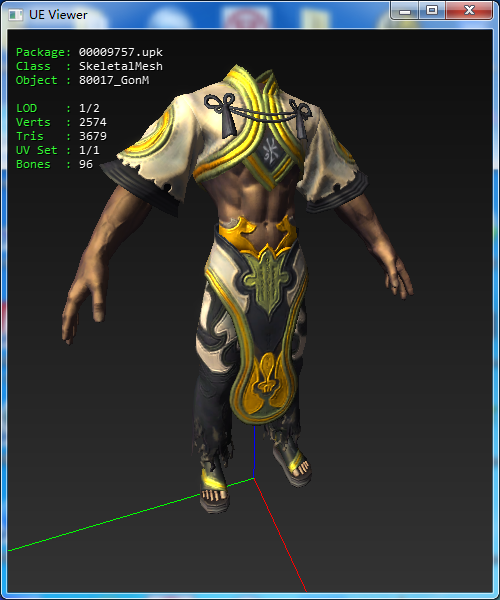 UE Viewer
Package: 00009757.upk
Class : SkeletalMesh
Object : 80017_GonM
LOD : 1/2
Verts : 2574
Tris : 3679
UV Set : 1/1
Bones : 96